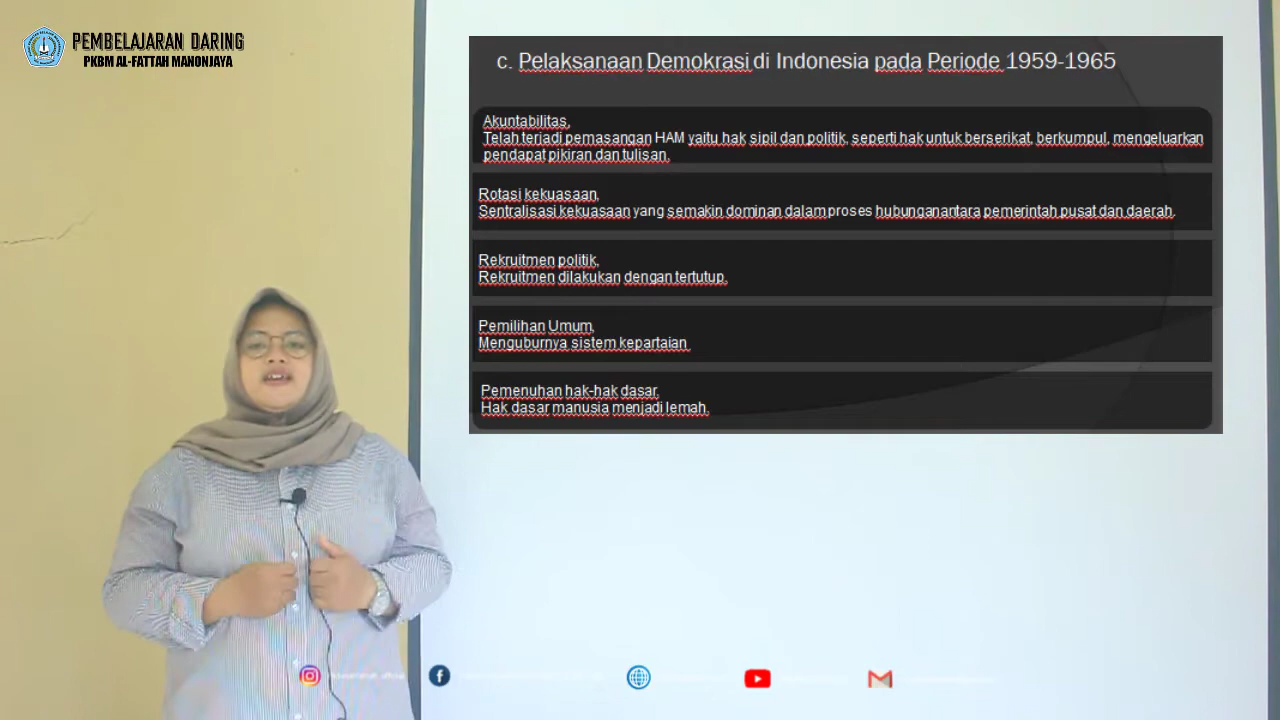 PEMBELAJARAN DARING
PKBM AL-FATTAH MANONJAYA
c. Pelaksanaan Demokrasi di Indonesia pada Periode 1959-1965
Akuntabilitas,
Telah terjadi pemasangan HAM yaitu hak sipil dan politik, seperti hak untuk berserikat, berkumpul, mengeluarkan
pendapat pikiran dan tulisan,
Rotasi kekuasaan,
Sentralisasi kekuasaan yang semakin dominan dalam proses hubunganantara pemerintah pusat dan daerah.
Rekruitmen politik,
Rekruitmen dilakukan dengan tertutup,
Pemilihan Umum,
Menguburnya sistem kepartaian
Pemenuhan hak-hak dasar,
Hak dasar manusia menjadi lemah,